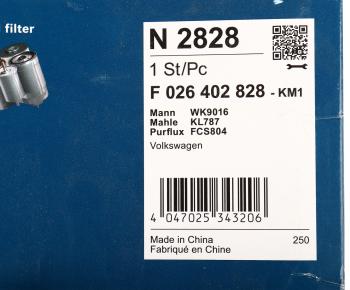 filter
N 2828
1 St/Pc
F 026 402 828 - KM1
Mann WK9016
Mahle KL787
Purflux FCS804
Volkswagen
4 047025 343206
Made in China 250
Fabriqué en Chine